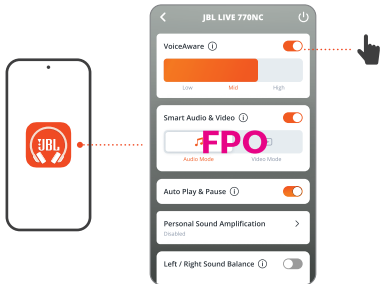 JBL LIVE 770NC
VoiceAware
Low Mid High
Smart Audio & Video
FPO
Audio Mode Video Mode
Auto Play & Pause
Personal Sound Amplification
Disabled
Left / Right Sound Balance
JBL